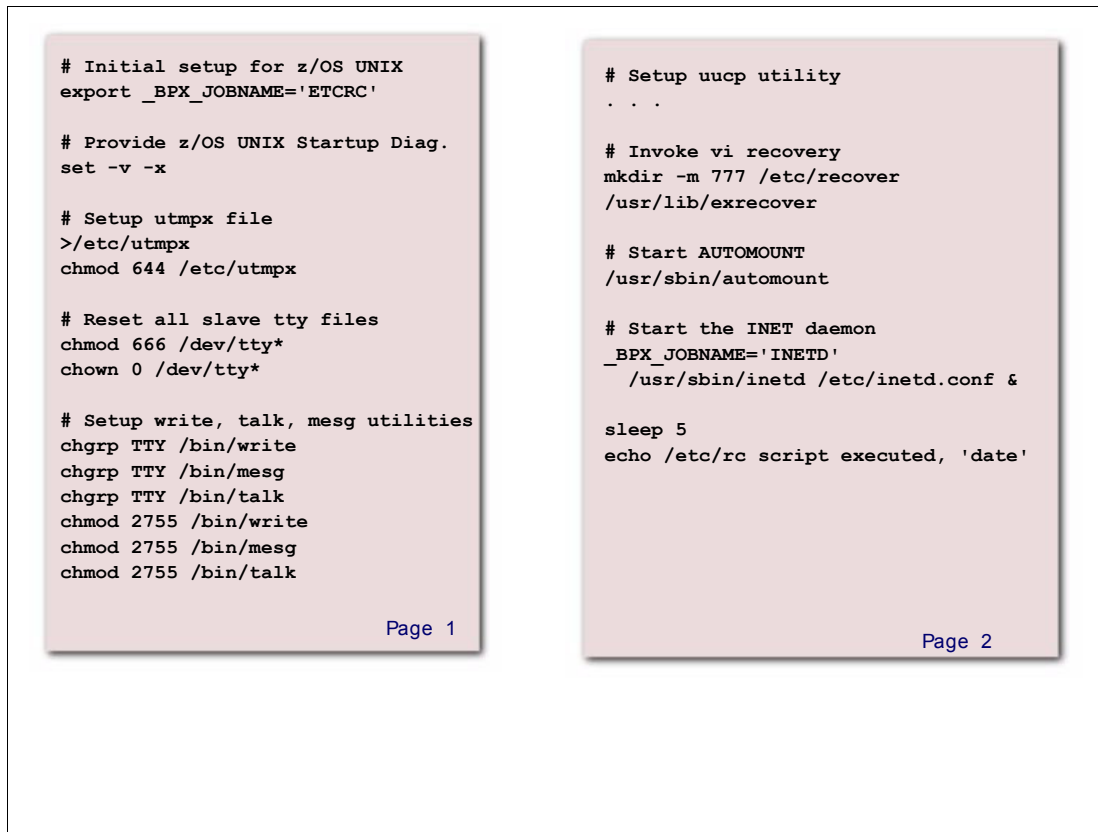 # Initial setup for z/OS UNIX
export _BPX_JOBNAME='ETCRC'
# Provide z/OS UNIX Startup Diag.
set -v -x
# Setup utmpx file
>/etc/utmpx
chmod 644 /etc/utmpx
# Reset all slave tty files
chmod 666 /dev/tty*
chown 0 /dev/tty*
# Setup write, talk, mesg utilities
chgrp TTY /bin/write
chgrp TTY /bin/mesg
chgrp TTY /bin/talk
chmod 2755 /bin/write
chmod 2755 /bin/mesg
chmod 2755 /bin/talk
Page 1
# Setup uucp utility
. . .
# Invoke vi recovery
mkdir -m 777 /etc/recover
/usr/lib/exrecover
# Start AUTOMOUNT
/usr/sbin/automount
# Start the INET daemon
_BPX_JOBNAME='INETD'
/usr/sbin/inetd /etc/inetd.conf &
sleep 5
echo /etc/rc script executed, 'date'
Page 2